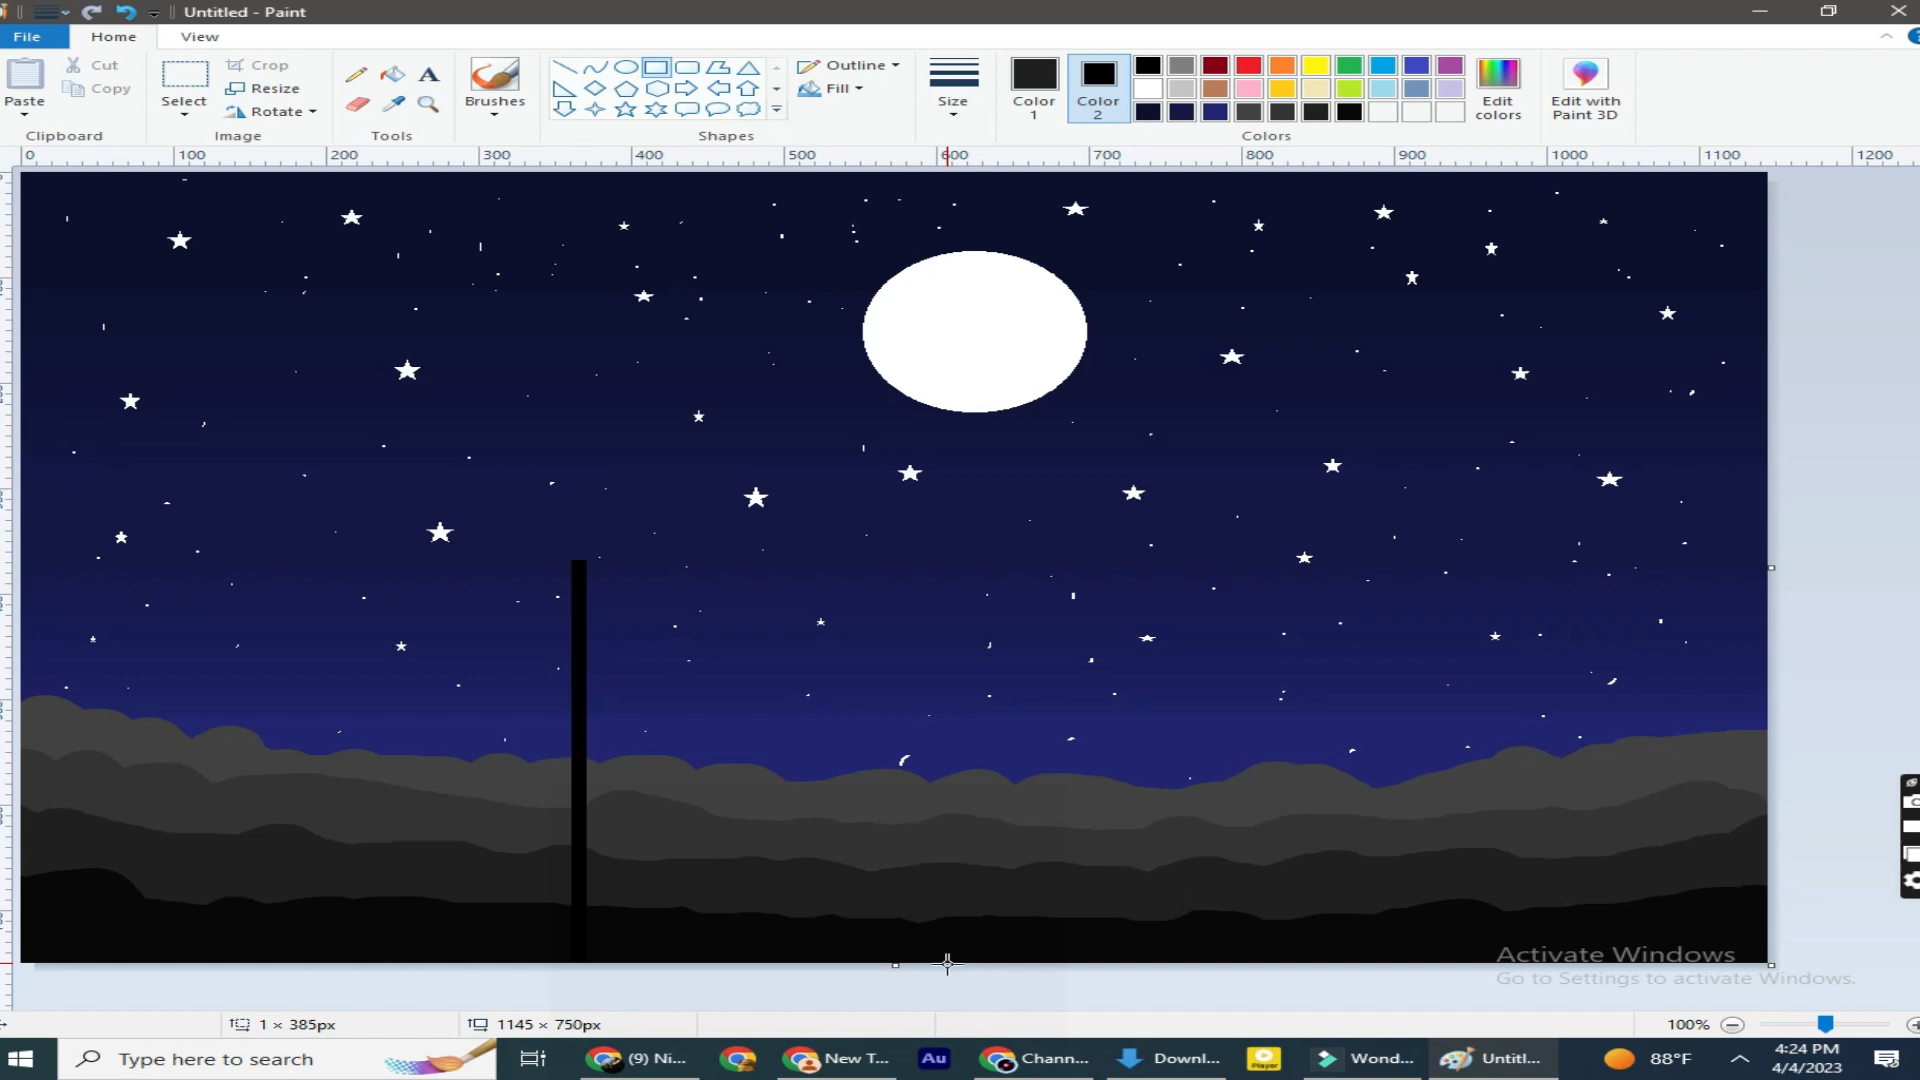 Untitled - Paint
File Home View
Paste
Cut
Copy
Clipboard
Select
Crop
Resize
Rotate
Image
Tools
Brushes
Shapes
Outline
Fill
Size
Color
1
Color
2
Edit
colors
Colors
Edit with
Paint 3D
0 100 200 300 400 500 600 700 800 900 1000 1100 1200
Activate Windows
Go to Settings to activate Windows.
1 × 385px
1145 × 750px
100%
Type here to search
(9) Ni...
New T...
Au
Chann...
Downl...
Player
Wond...
Untitl...
88°F
4:24 PM
4/4/2023